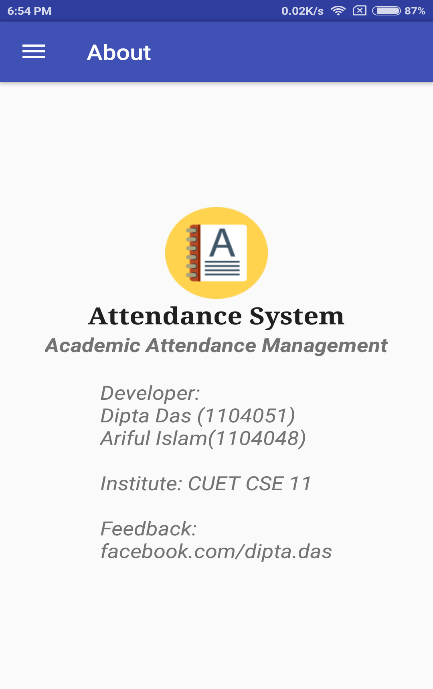 6:54 PM 0.02K/s 87%
About
A
Attendance System
Academic Attendance Management
Developer:
Dipta Das (1104051)
Ariful Islam(1104048)
Institute: CUET CSE 11
Feedback:
facebook.com/dipta.das